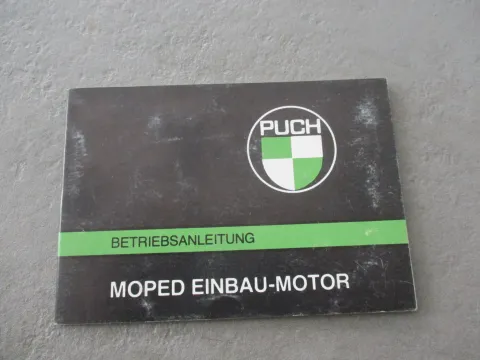 PUCH
BETRIEBSANLEITUNG
MOPED EINBAU-MOTOR